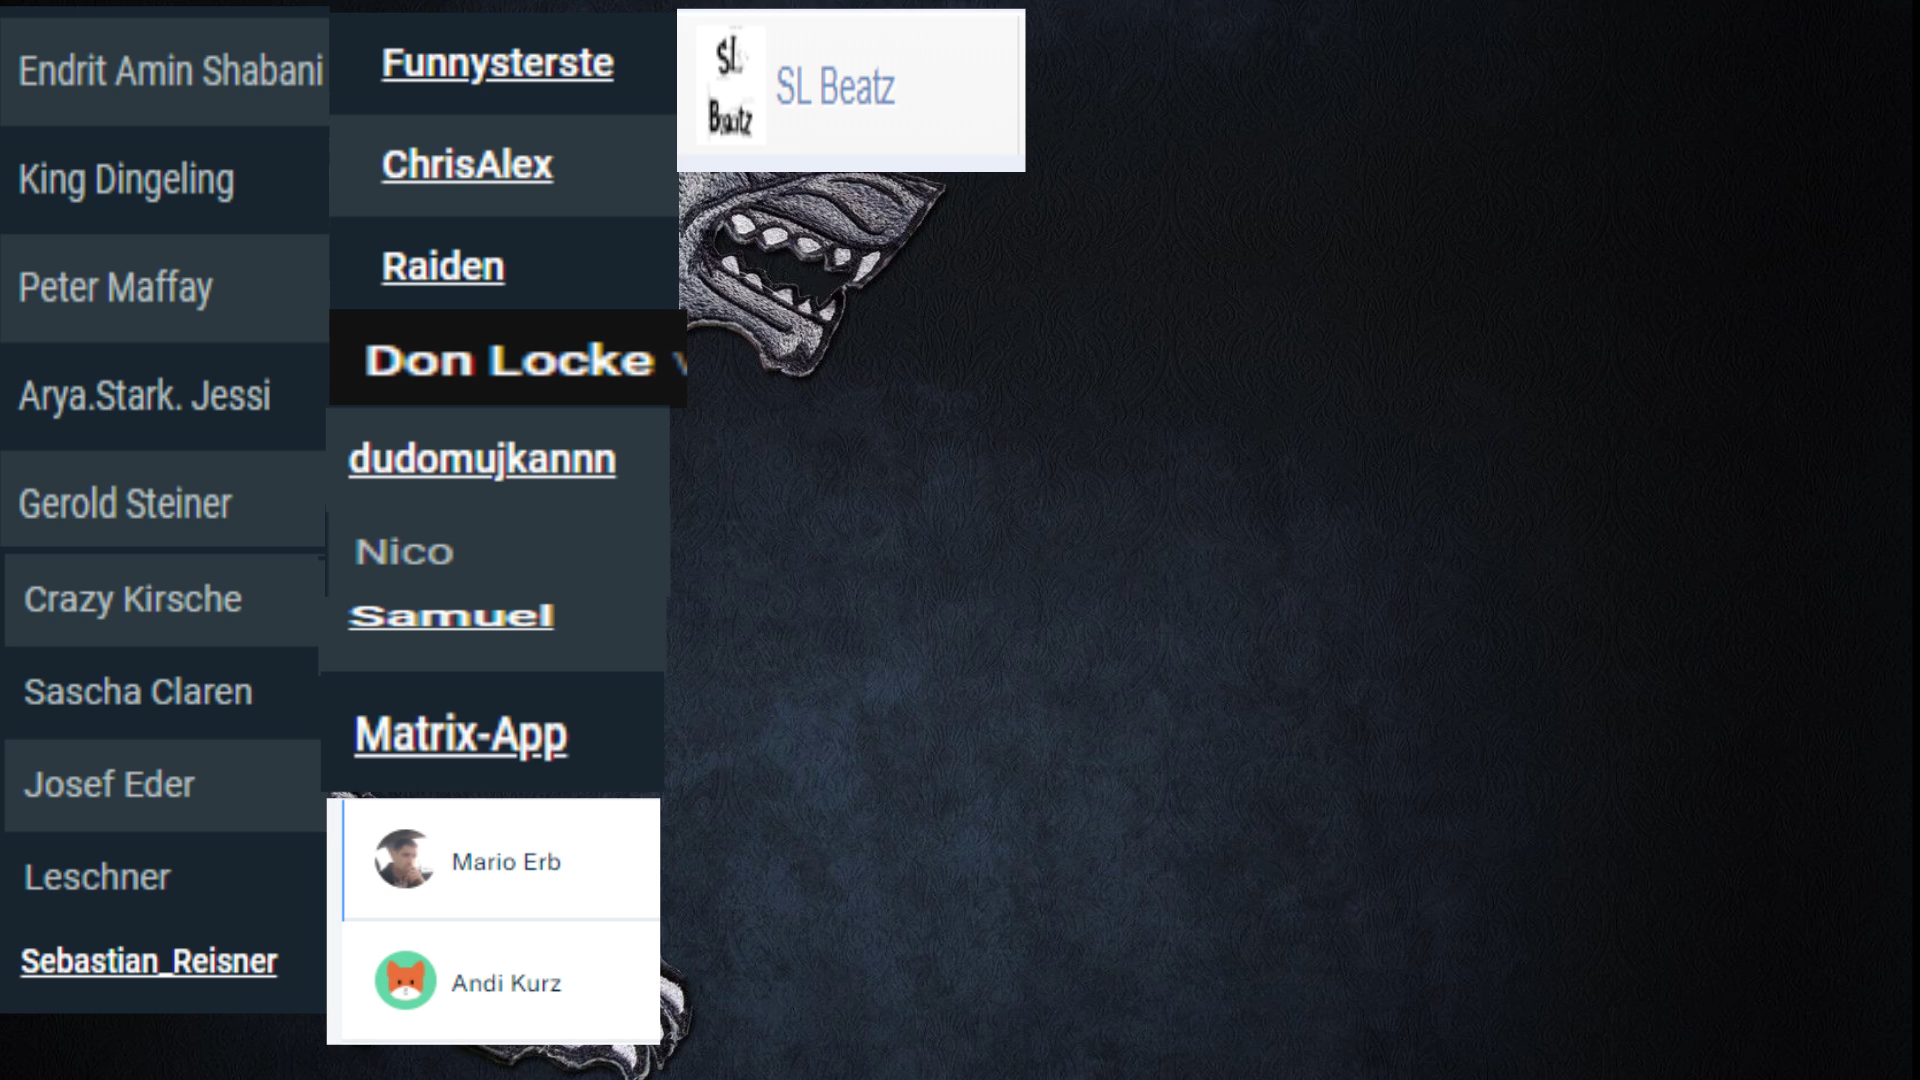 Endrit Amin Shabani
King Dingeling
Peter Maffay
Arya.Stark. Jessi
Gerold Steiner
Crazy Kirsche
Sascha Claren
Josef Eder
Leschner
Sebastian_Reisner
Funnysterste
ChrisAlex
Raiden
Don Locke
dudomujkannn
Nico
Samuel
Matrix-App
Mario Erb
Andi Kurz
SL
Beatz
SL Beatz